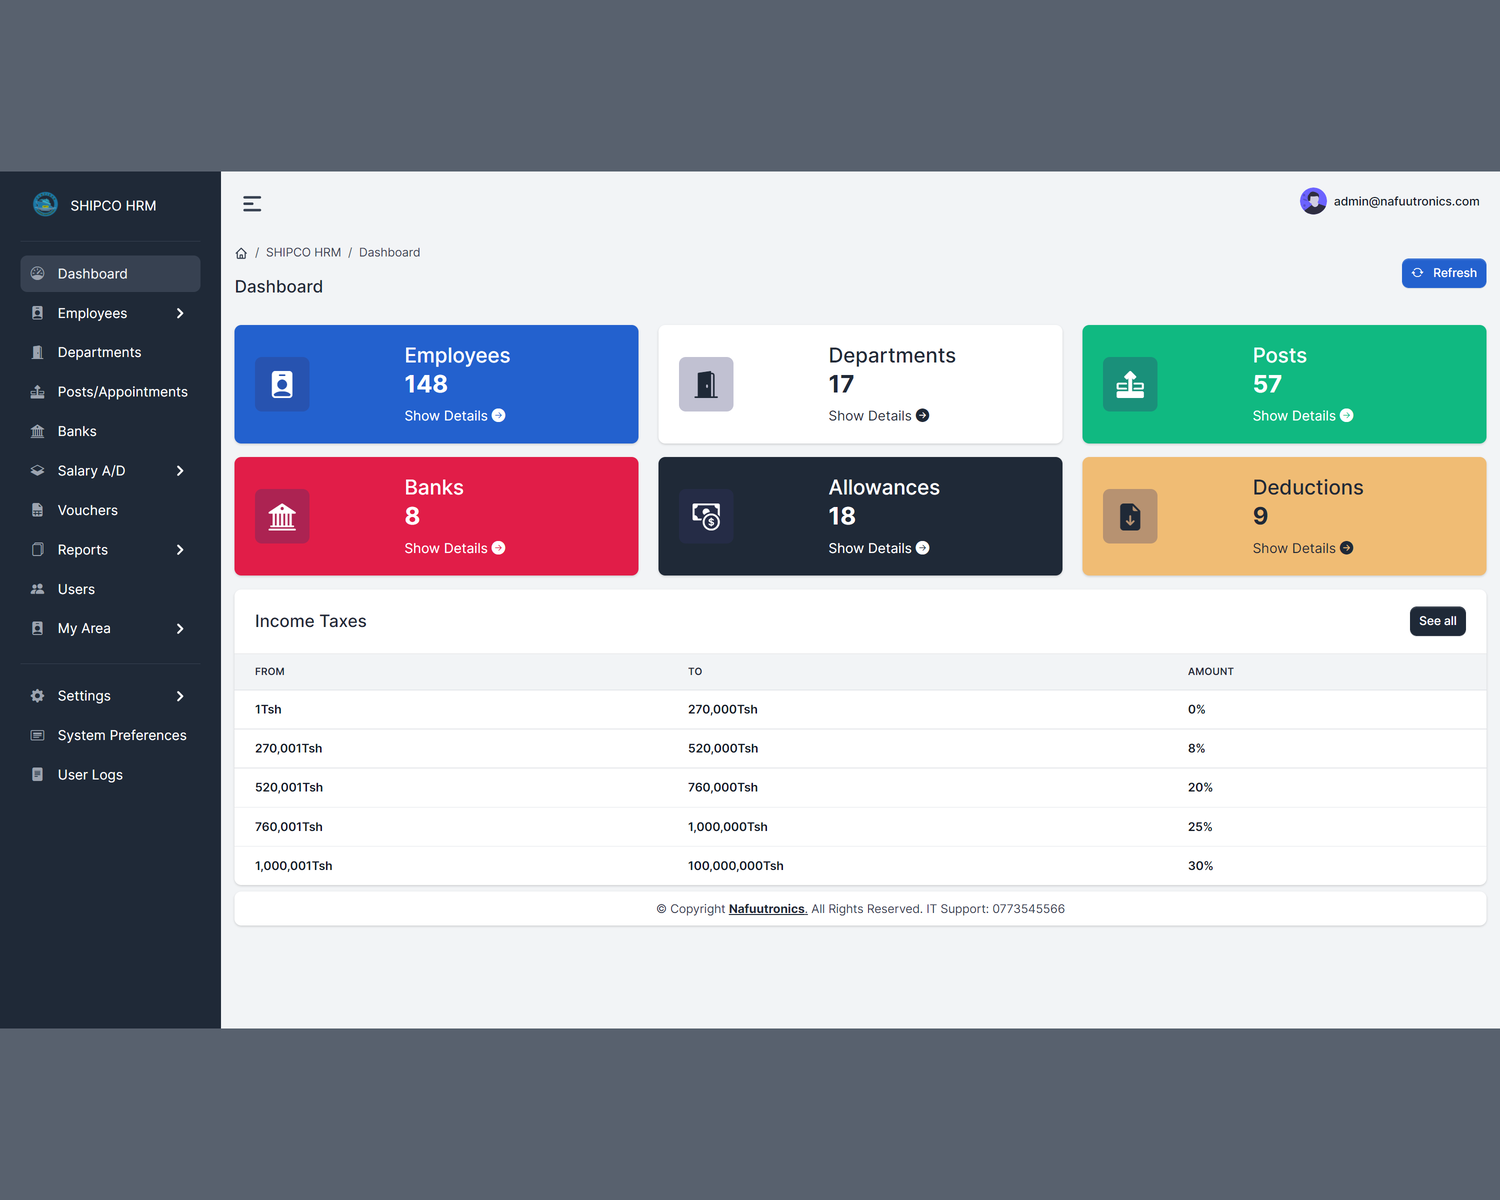 SHIPCO HRM
Dashboard
Employees
Departments
Posts/Appointments
Banks
Salary A/D
Vouchers
Reports
Users
My Area
Settings
System Preferences
User Logs
admin@nafuutronics.com
/ SHIPCO HRM / Dashboard
Dashboard
Refresh
Employees
148
Show Details
Departments
17
Show Details
Posts
57
Show Details
Banks
8
Show Details
Allowances
18
Show Details
Deductions
9
Show Details
Income Taxes
See all
FROM TO AMOUNT
1Tsh 270,000Tsh 0%
270,001Tsh 520,000Tsh 8%
520,001Tsh 760,000Tsh 20%
760,001Tsh 1,000,000Tsh 25%
1,000,001Tsh 100,000,000Tsh 30%
© Copyright Nafuutronics. All Rights Reserved. IT Support: 0773545566